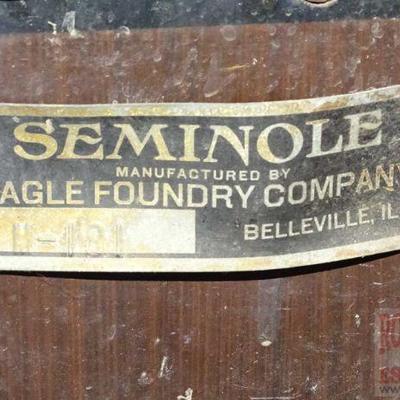 SEMINOLE
MANUFACTURED BY
AGLE FOUNDRY COMPANY
BELLEVILLE, IL